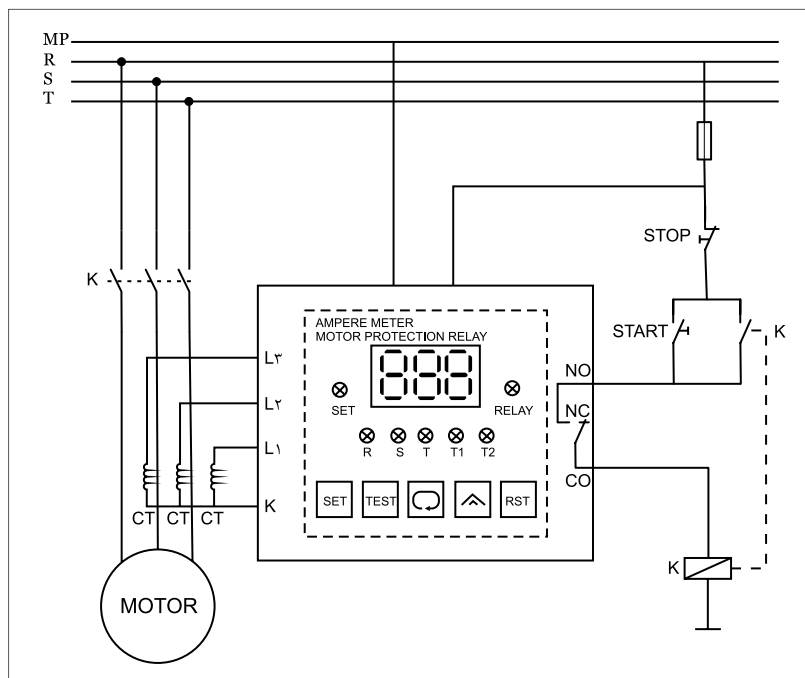 MP
R
S
T
STOP
K
START
K
AMPERE METER
MOTOR PROTECTION RELAY
888
SET
RELAY
R S T T1 T2
SET TEST RST
L۳
L۲
L۱
K
NO
NC
CO
CT CT CT
K
MOTOR